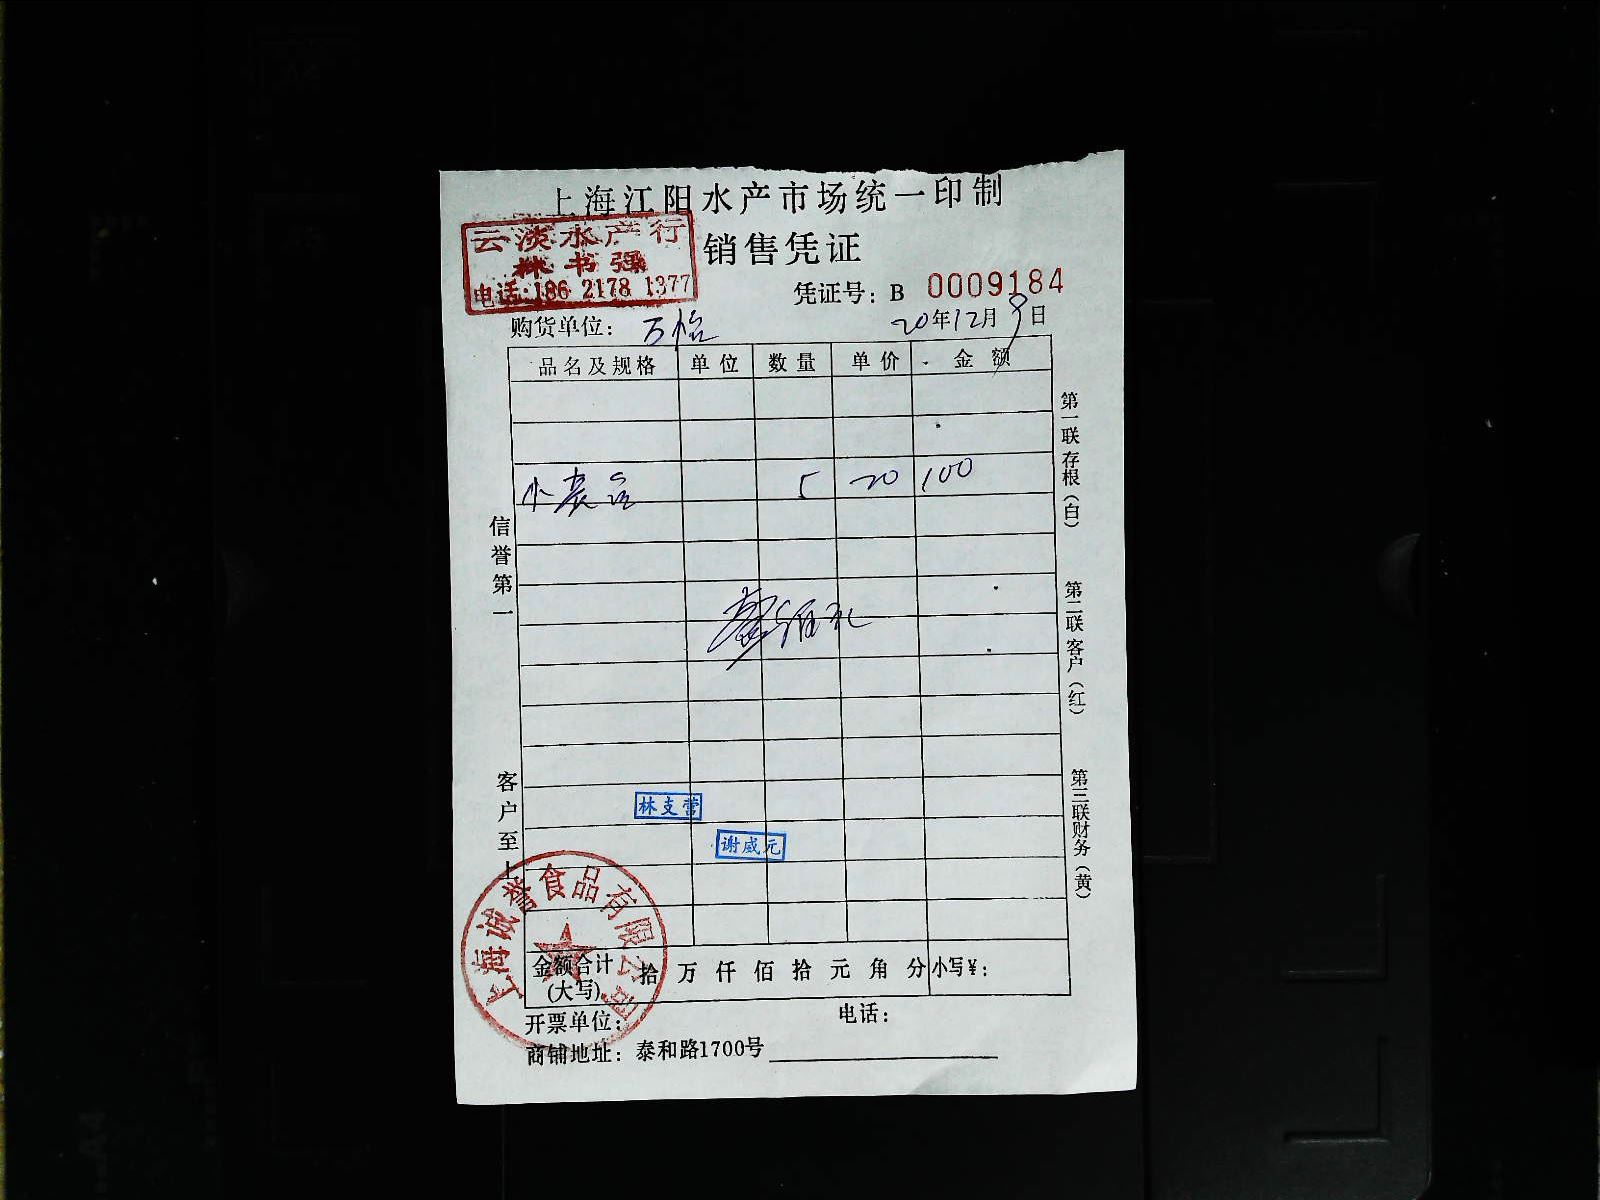 上海江阳水产市场统一印制
销售凭证
云淡水产行
林书强
电话:186 2178 1377
凭证号：B 0009184
购货单位： 万怡
20年12月9日
品名及规格 单位 数量 单价 金额
小 5 20 100
信誉第一
客户至上
第一联存根（白）
第二联客户（红）
第三联财务（黄）
林支营
谢威元
上海诚誉食品有限公司
金额合计(大写) 拾万仟佰拾元角分 小写¥：
开票单位： 电话：
商铺地址：泰和路1700号